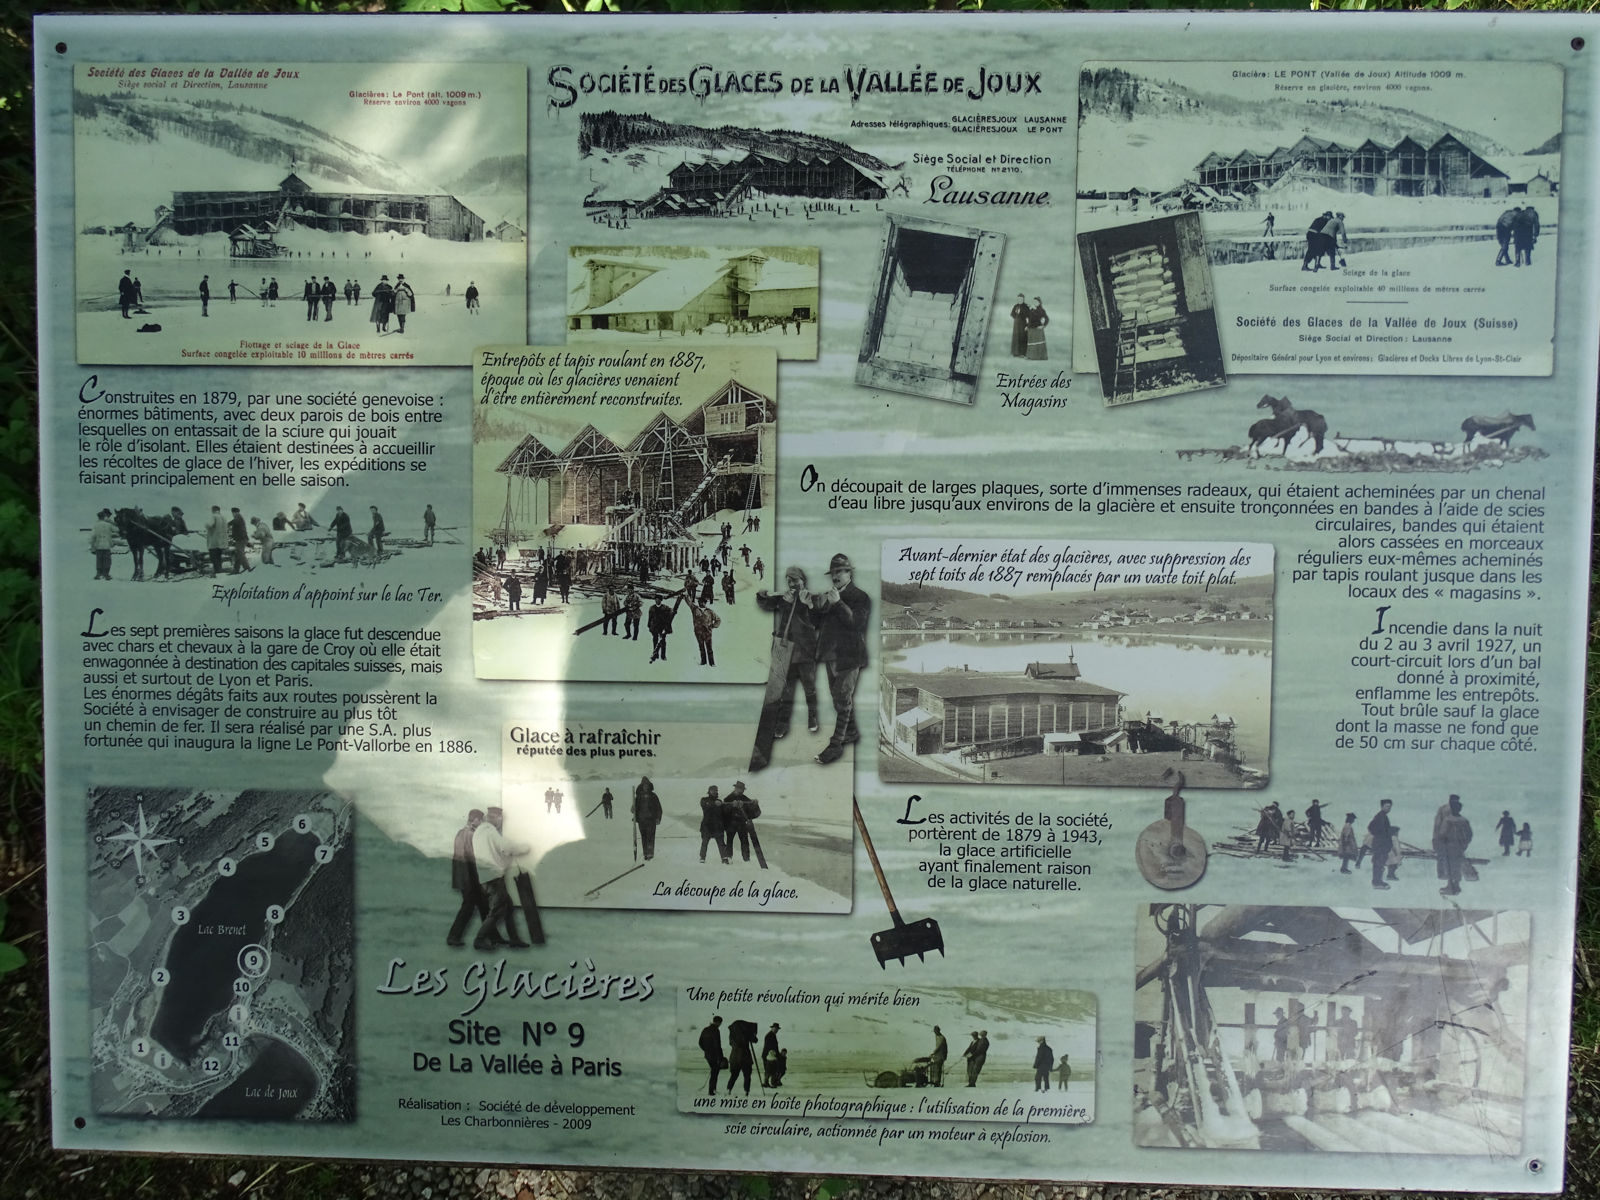 Société des Glaces de la Vallée de Joux
Siège social et Direction, Lausanne
Glacières: Le Pont (alt. 1009 m.)
Réserve environ 4000 vagons
Flottage et sciage de la Glace
Surface congelée exploitable 10 millions de mètres carrés
SOCIÉTÉ DES GLACES DE LA VALLÉE DE JOUX
Adresses télégraphiques: GLACIÈRESJOUX LAUSANNE
GLACIÈRESJOUX LE PONT
Siège Social et Direction
TÉLÉPHONE Nº 2110.
Lausanne.
Glacière: LE PONT (Vallée de Joux) Altitude 1009 m.
Réserve en glacière, environ 4000 vagons.
Sciage de la glace
Surface congelée exploitable 40 millions de mètres carrés
Société des Glaces de la Vallée de Joux (Suisse)
Siège Social et Direction : Lausanne
Dépositaire Général pour Lyon et environs: Glacières et Docks Libres de Lyon-St-Clair
Entrées des
Magasins
Entrepôts et tapis roulant en 1887,
époque où les glacières venaient
d'être entièrement reconstruites.
Construites en 1879, par une société genevoise :
énormes bâtiments, avec deux parois de bois entre
lesquelles on entassait de la sciure qui jouait
le rôle d'isolant. Elles étaient destinées à accueillir
les récoltes de glace de l'hiver, les expéditions se
faisant principalement en belle saison.
Exploitation d'appoint sur le lac Ter.
Les sept premières saisons la glace fut descendue
avec chars et chevaux à la gare de Croy où elle était
enwagonnée à destination des capitales suisses, mais
aussi et surtout de Lyon et Paris.
Les énormes dégâts faits aux routes poussèrent la
Société à envisager de construire au plus tôt
un chemin de fer. Il sera réalisé par une S.A. plus
fortunée qui inaugura la ligne Le Pont-Vallorbe en 1886.
On découpait de larges plaques, sorte d'immenses radeaux, qui étaient acheminées par un chenal
d'eau libre jusqu'aux environs de la glacière et ensuite tronçonnées en bandes à l'aide de scies
circulaires, bandes qui étaient
alors cassées en morceaux
réguliers eux-mêmes acheminés
par tapis roulant jusque dans les
locaux des « magasins ».
Avant-dernier état des glacières, avec suppression des
sept toits de 1887 remplacés par un vaste toit plat.
Incendie dans la nuit
du 2 au 3 avril 1927, un
court-circuit lors d'un bal
donné à proximité,
enflamme les entrepôts.
Tout brûle sauf la glace
dont la masse ne fond que
de 50 cm sur chaque côté.
Glace à rafraîchir
réputée des plus pures.
La découpe de la glace.
Les activités de la société,
portèrent de 1879 à 1943,
la glace artificielle
ayant finalement raison
de la glace naturelle.
N
E
6
5
7
4
3
8
Lac Brenet
9
2
10
i
11
1
i
12
Lac de Joux
Les Glacières
Site N° 9
De La Vallée à Paris
Réalisation : Société de développement
Les Charbonnières - 2009
Une petite révolution qui mérite bien
une mise en boîte photographique : l'utilisation de la première
scie circulaire, actionnée par un moteur à explosion.